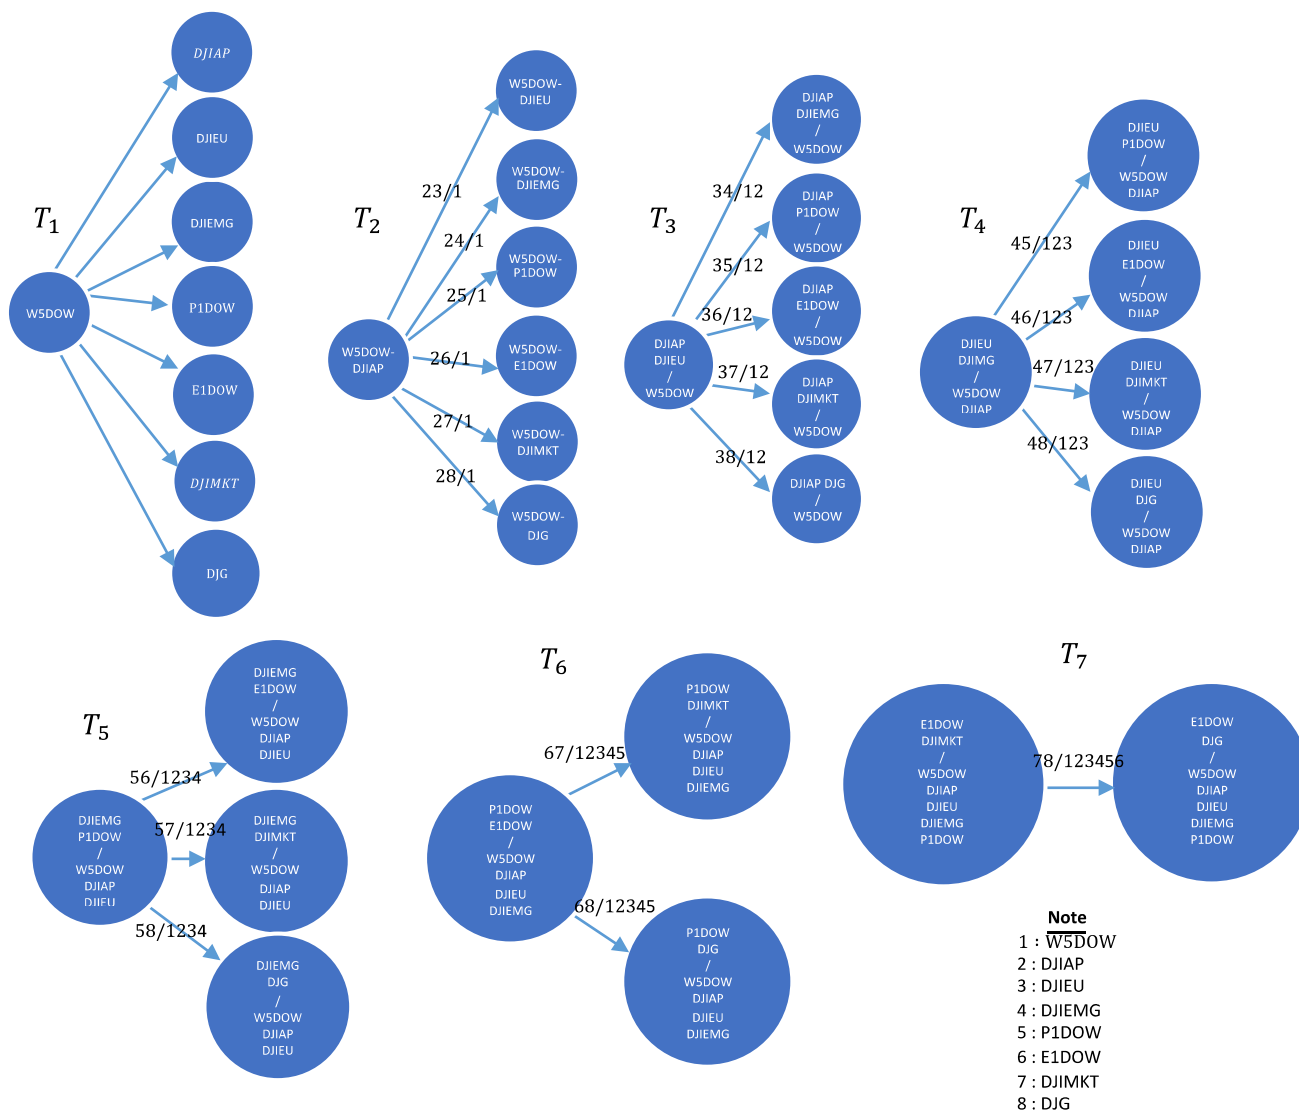 T1
W5DOW
DJIAP
DJIEU
DJIEMG
P1DOW
E1DOW
DJIMKT
DJG
T2
W5DOW-
DJIAP
23/1
24/1
25/1
26/1
27/1
28/1
W5DOW-
DJIEU
W5DOW-
DJIEMG
W5DOW-
P1DOW
W5DOW-
E1DOW
W5DOW-
DJIMKT
W5DOW-
DJG
T3
DJIAP
DJIEU
/
W5DOW
34/12
35/12
36/12
37/12
38/12
DJIAP
DJIEMG
/
W5DOW
DJIAP
P1DOW
/
W5DOW
DJIAP
E1DOW
/
W5DOW
DJIAP
DJIMKT
/
W5DOW
DJIAP DJG
/
W5DOW
T4
DJIEU
DJIMG
/
W5DOW
DJIAP
45/123
46/123
47/123
48/123
DJIEU
P1DOW
/
W5DOW
DJIAP
DJIEU
E1DOW
/
W5DOW
DJIAP
DJIEU
DJIMKT
/
W5DOW
DJIAP
DJIEU
DJG
/
W5DOW
DJIAP
T5
DJIEMG
P1DOW
/
W5DOW
DJIAP
DJIEU
56/1234
57/1234
58/1234
DJIEMG
E1DOW
/
W5DOW
DJIAP
DJIEU
DJIEMG
DJIMKT
/
W5DOW
DJIAP
DJIEU
DJIEMG
DJG
/
W5DOW
DJIAP
DJIEU
T6
P1DOW
E1DOW
/
W5DOW
DJIAP
DJIEU
DJIEMG
67/12345
68/12345
P1DOW
DJIMKT
/
W5DOW
DJIAP
DJIEU
DJIEMG
P1DOW
DJG
/
W5DOW
DJIAP
DJIEU
DJIEMG
T7
E1DOW
DJIMKT
/
W5DOW
DJIAP
DJIEU
DJIEMG
P1DOW
78/123456
E1DOW
DJG
/
W5DOW
DJIAP
DJIEU
DJIEMG
P1DOW
Note
1 : W5DOW
2 : DJIAP
3 : DJIEU
4 : DJIEMG
5 : P1DOW
6 : E1DOW
7 : DJIMKT
8 : DJG